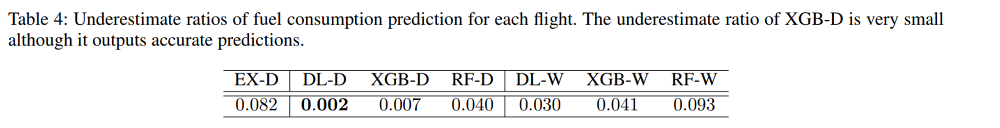 Table 4: Underestimate ratios of fuel consumption prediction for each flight. The underestimate ratio of XGB-D is very small
although it outputs accurate predictions.
EX-D DL-D XGB-D RF-D DL-W XGB-W RF-W
0.082 0.002 0.007 0.040 0.030 0.041 0.093